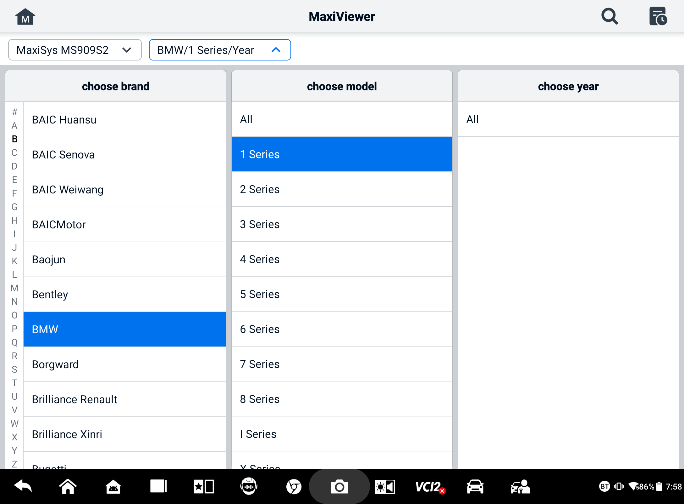 M
MaxiViewer
MaxiSys MS909S2
BMW/1 Series/Year
choose brand
choose model
choose year
#
A
B
C
D
E
F
G
H
I
J
K
L
M
N
O
P
Q
R
S
T
U
V
W
X
Y
Z
BAIC Huansu
BAIC Senova
BAIC Weiwang
BAICMotor
Baojun
Bentley
BMW
Borgward
Brilliance Renault
Brilliance Xinri
Bugatti
All
1 Series
2 Series
3 Series
4 Series
5 Series
6 Series
7 Series
8 Series
I Series
X Series
All
VCI2
BT
86%
7:58